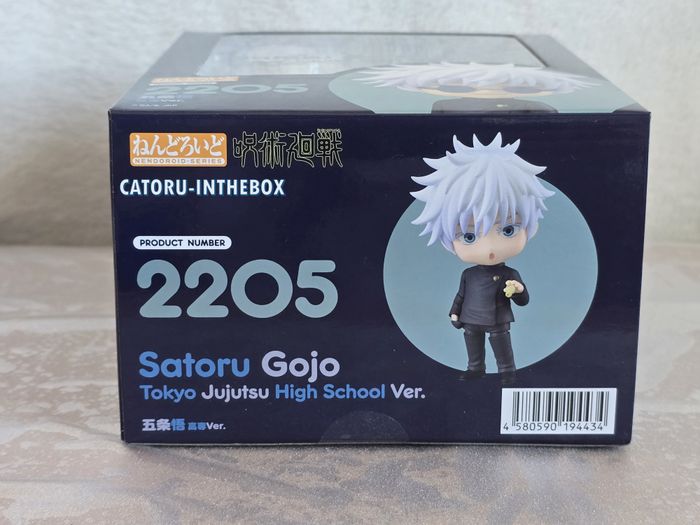 2205
ねんどろいど
NENDOROID-SERIES
呪術廻戦
CATORU-INTHEBOX
PRODUCT NUMBER
2205
Satoru Gojo
Tokyo Jujutsu High School Ver.
五条悟 高専Ver.
4 580590 194434